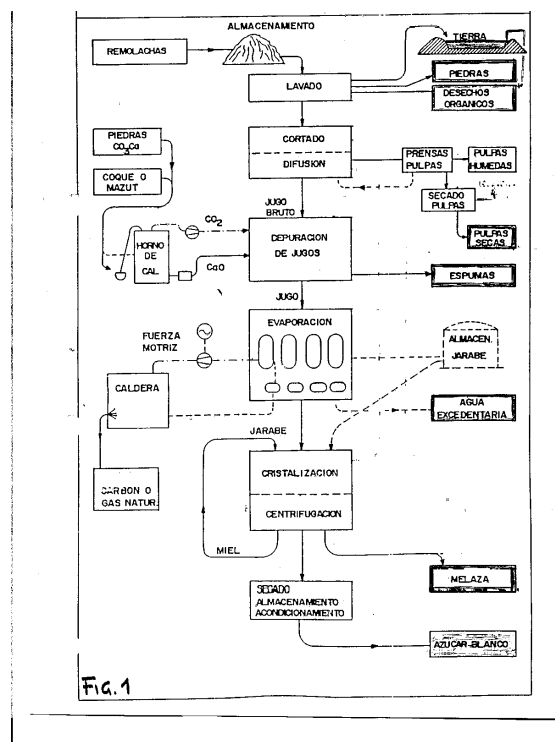 ALMACENAMIENTO
REMOLACHAS
TIERRA
PIEDRAS
DESECHOS
ORGANICOS
LAVADO
CORTADO
DIFUSION
PRENSAS
PULPAS
PULPAS
HUMEDAS
SECADO
PULPAS
PULPAS
SECAS
PIEDRAS
CO3Ca
COQUE O
MAZUT
JUGO
BRUTO
CO2
HORNO
DE
CAL
CaO
DEPURACION
DE JUGOS
ESPUMAS
JUGO
EVAPORACION
FUERZA
MOTRIZ
ALMACEN.
JARABE
CALDERA
AGUA
EXCEDENTARIA
JARABE
CARBON O
GAS NATUR.
CRISTALIZACION
CENTRIFUGACION
MIEL
MELAZA
SECADO
ALMACENAMIENTO
ACONDICIONAMIENTO
AZUCAR-BLANCO
FIG. 1